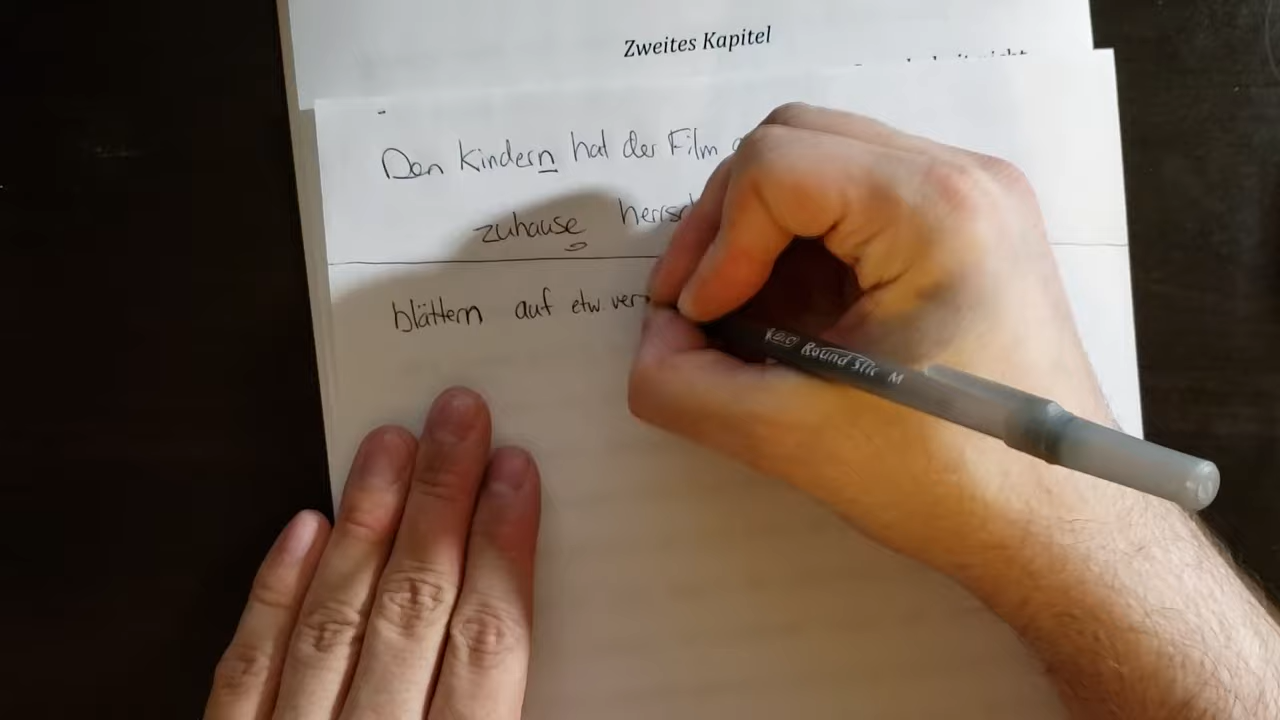 Zweites Kapitel
Den Kindern hat der Film
zuhause
blättern auf etw.
BIC Round Stic M